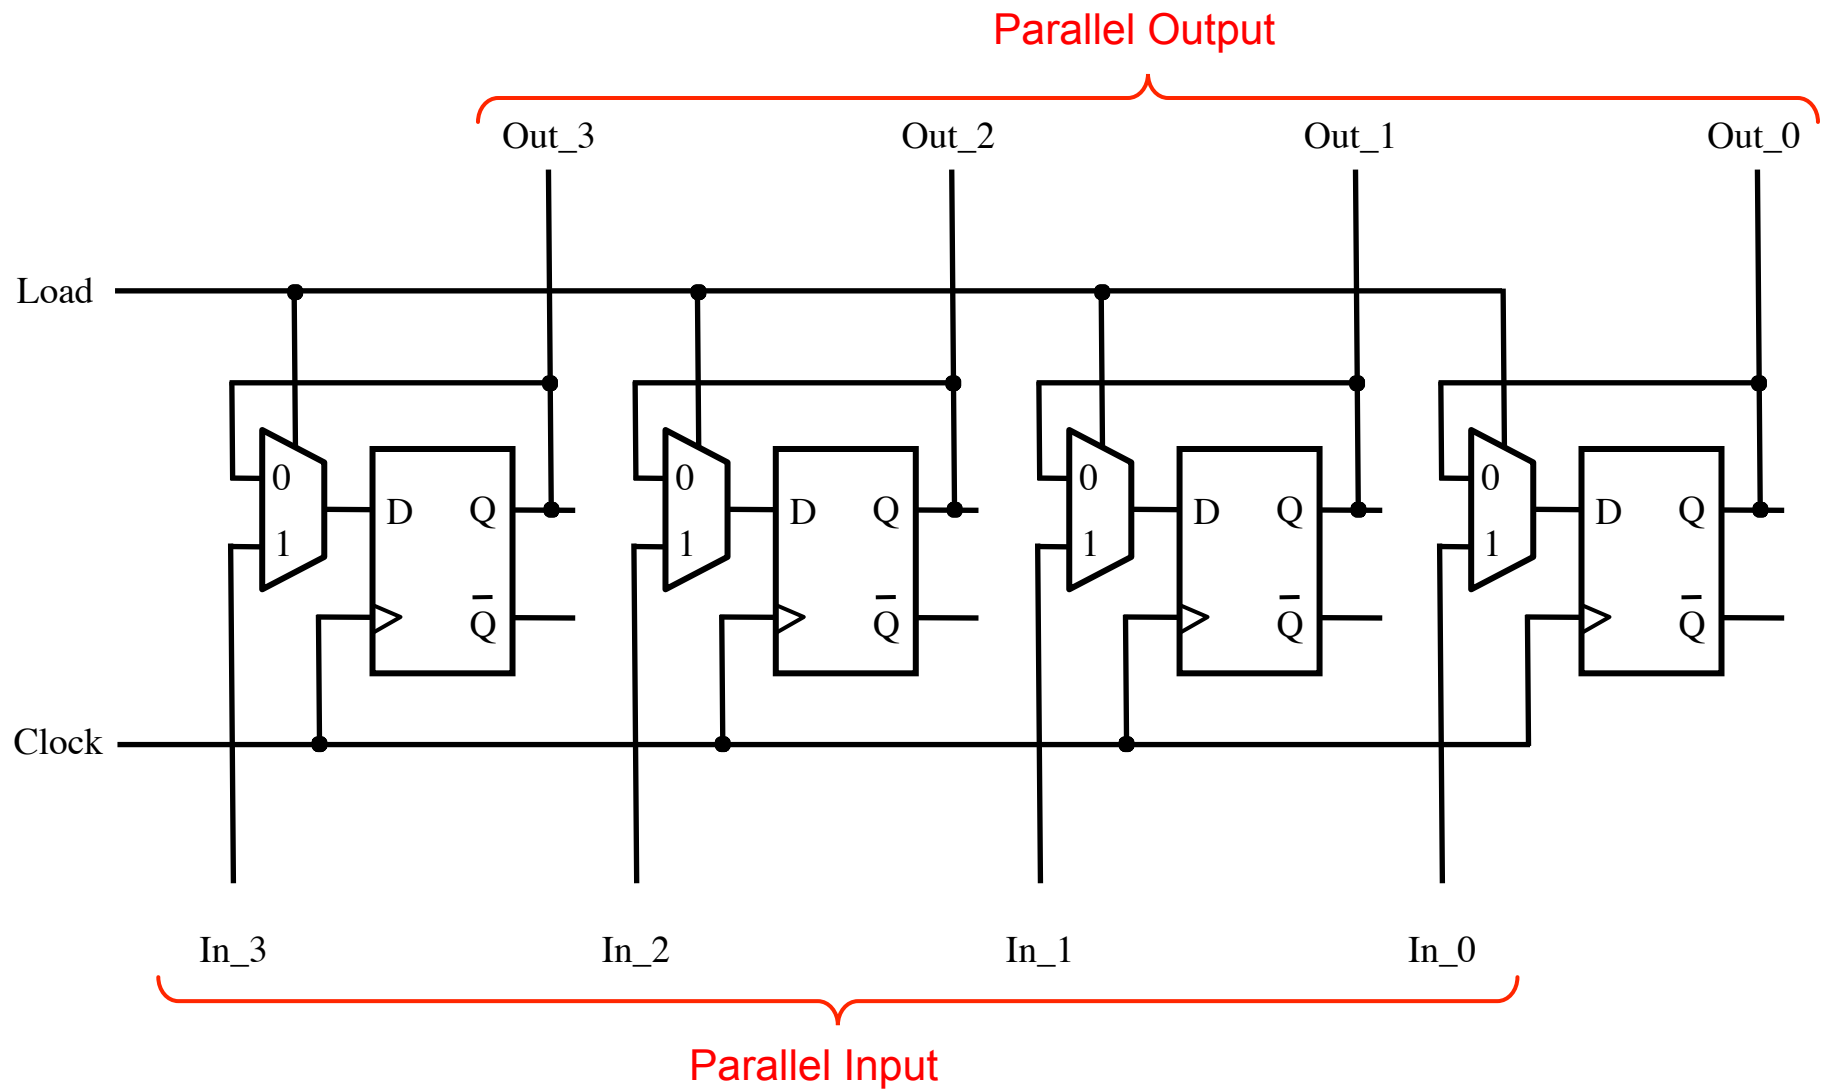 Parallel Output
Out_3 Out_2 Out_1 Out_0
Load
0 0 0 0
D Q D Q D Q D Q
1 1 1 1
Q̅ Q̅ Q̅ Q̅
Clock
In_3 In_2 In_1 In_0
Parallel Input